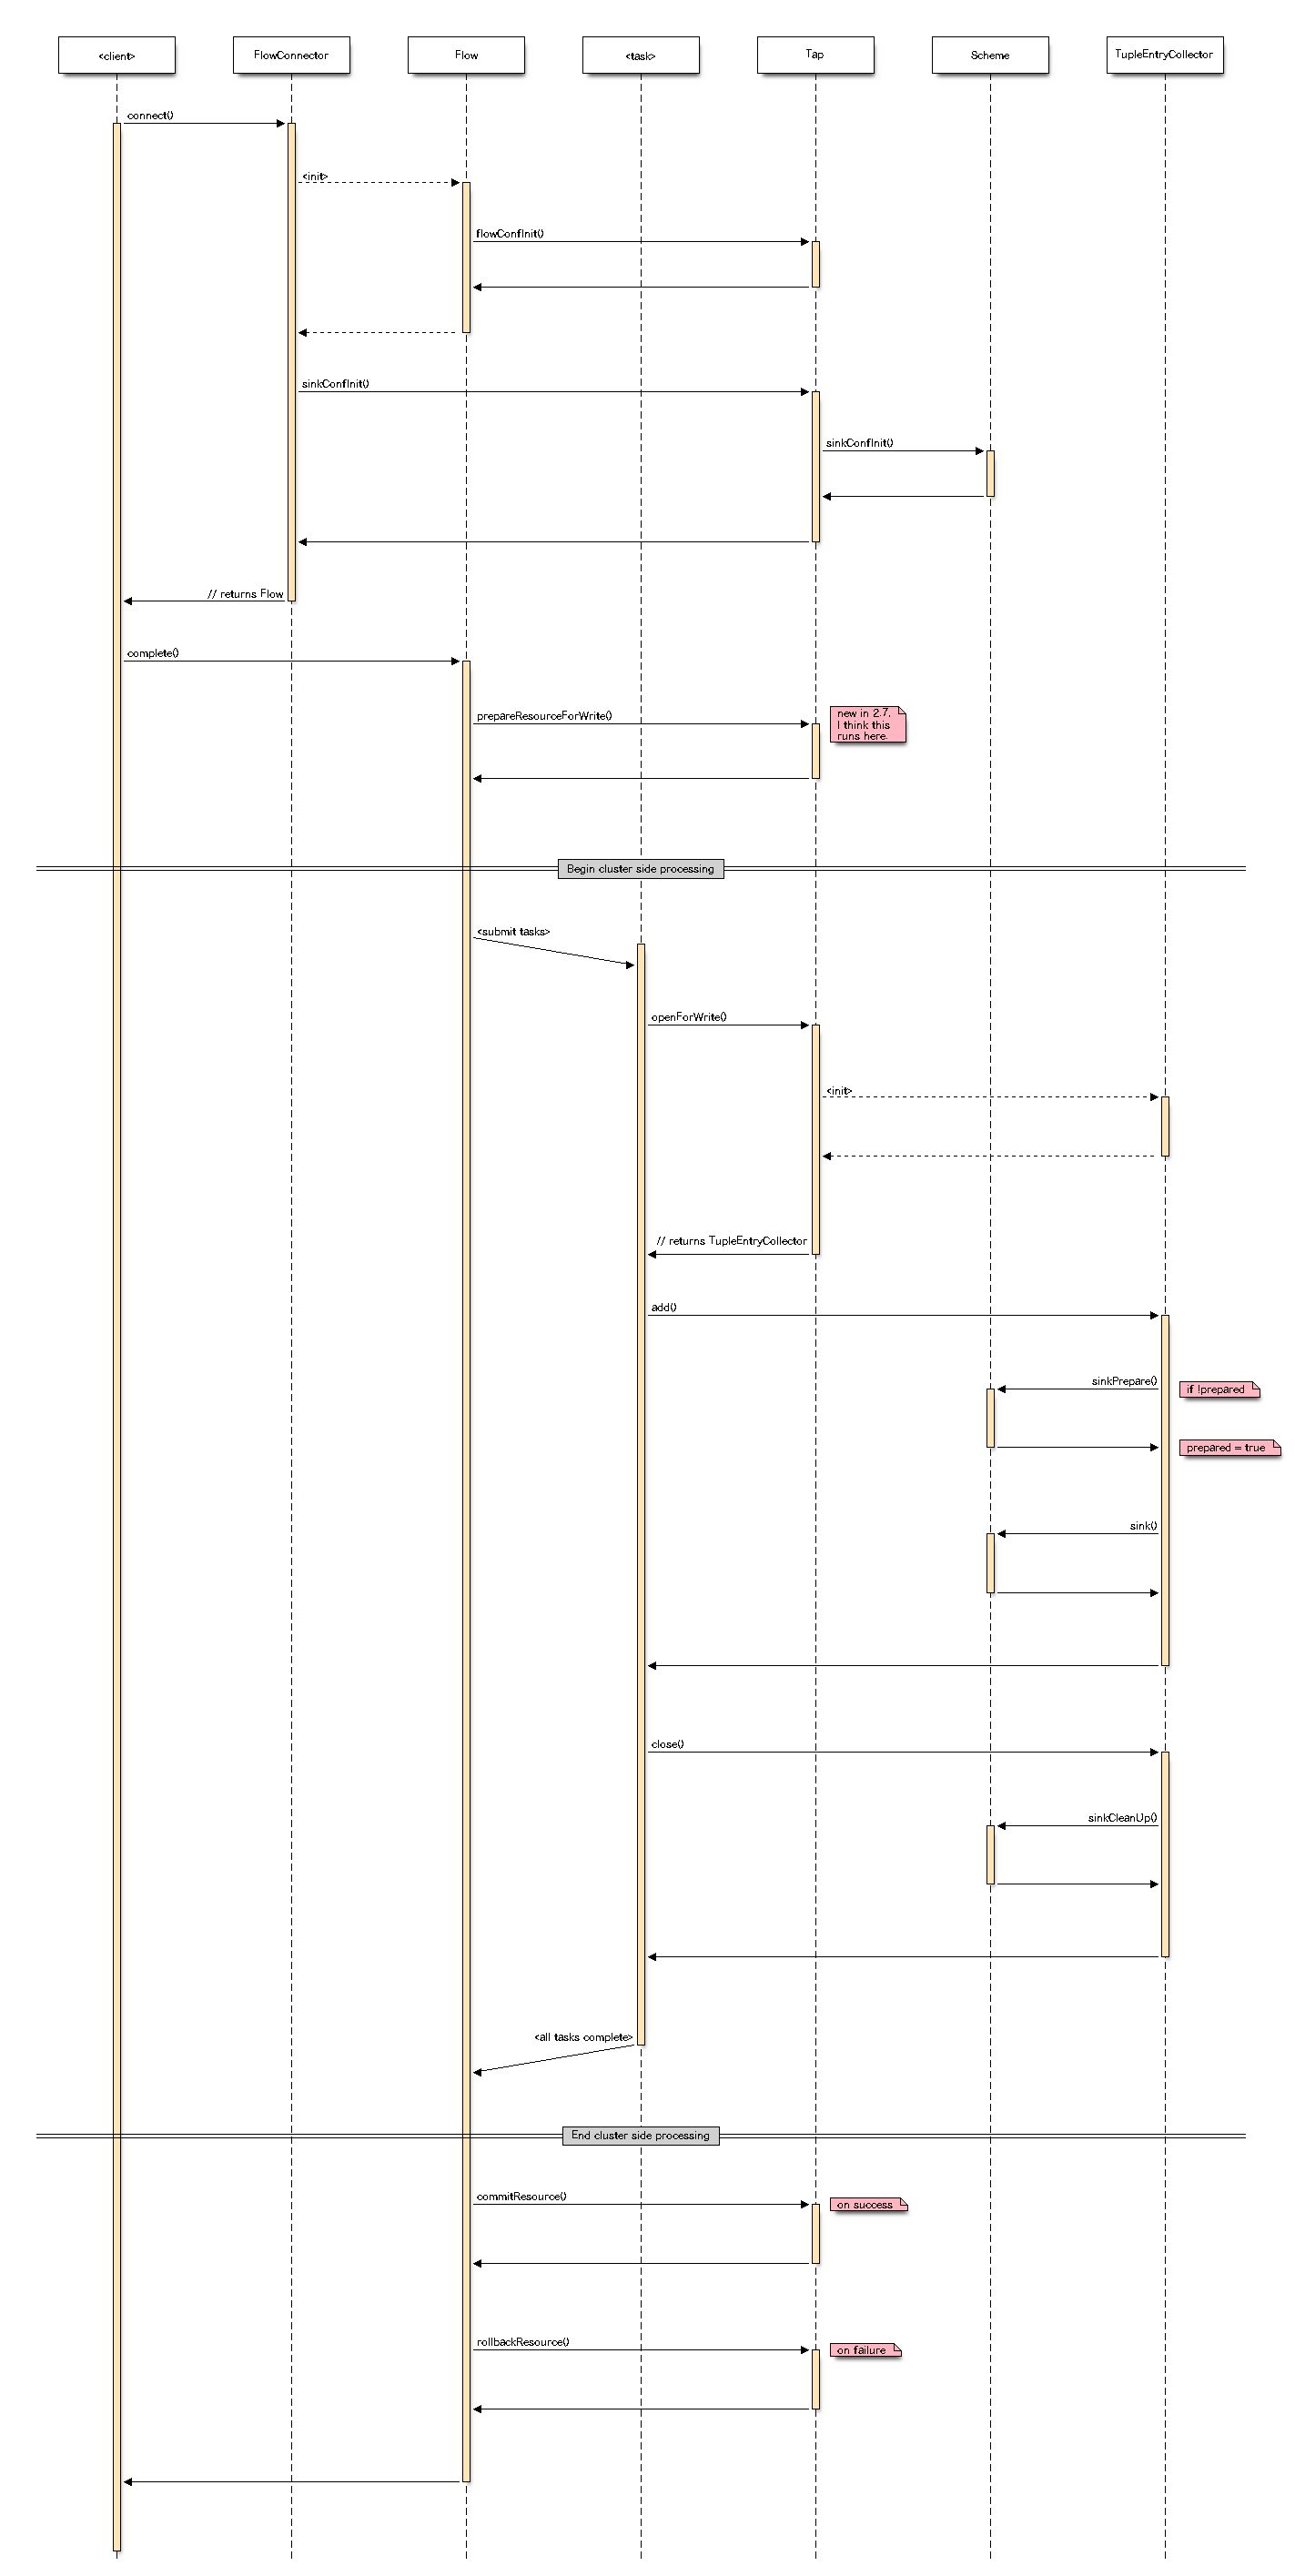 <client>
FlowConnector
Flow
<task>
Tap
Scheme
TupleEntryCollector
connect()
<init>
flowConfInit()
sinkConfInit()
sinkConfInit()
// returns Flow
complete()
prepareResourceForWrite()
new in 2.7,
I think this
runs here.
Begin cluster side processing
<submit tasks>
openForWrite()
<init>
// returns TupleEntryCollector
add()
sinkPrepare()
if !prepared
prepared = true
sink()
close()
sinkCleanUp()
<all tasks complete>
End cluster side processing
commitResource()
on success
rollbackResource()
on failure